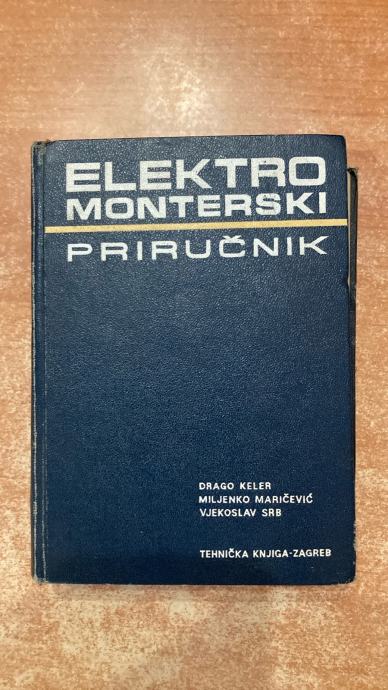 ELEKTRO
MONTERSKI
PRIRUČNIK
DRAGO KELER
MILJENKO MARIČEVIĆ
VJEKOSLAV SRB
TEHNIČKA KNJIGA-ZAGREB